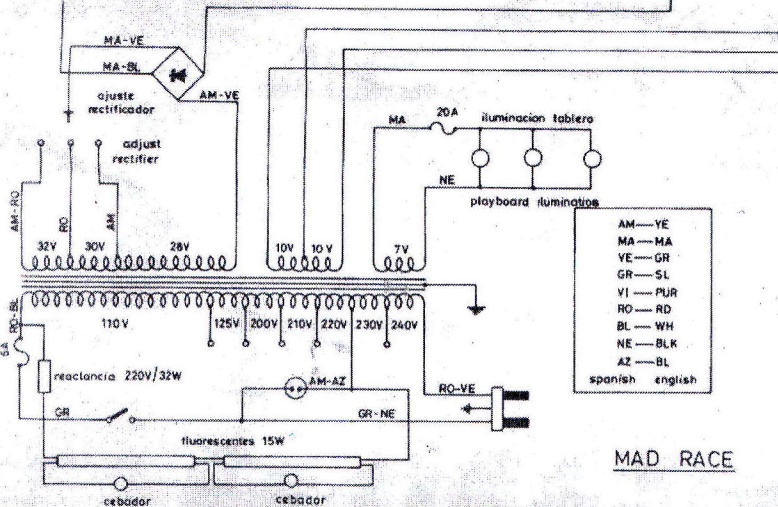 MA-VE
MA-BL
ajuste
rectificador
AM-VE
adjust
rectifier
MA
20A
iluminacion tablero
NE
playboard ilumination
AM-RO
RO
AM
32V
30V
28V
10V
10V
7V
AM—YE
MA—MA
VE—GR
GR—SL
VI—PUR
RO—RD
BL—WH
NE—BLK
AZ—BL
spanish english
RO-BL
110V
125V
200V
210V
220V
230V
240V
5A
reactancia 220V/32W
AM-AZ
RO-VE
GR
GR-NE
fluorescentes 15W
cebador
cebador
MAD RACE